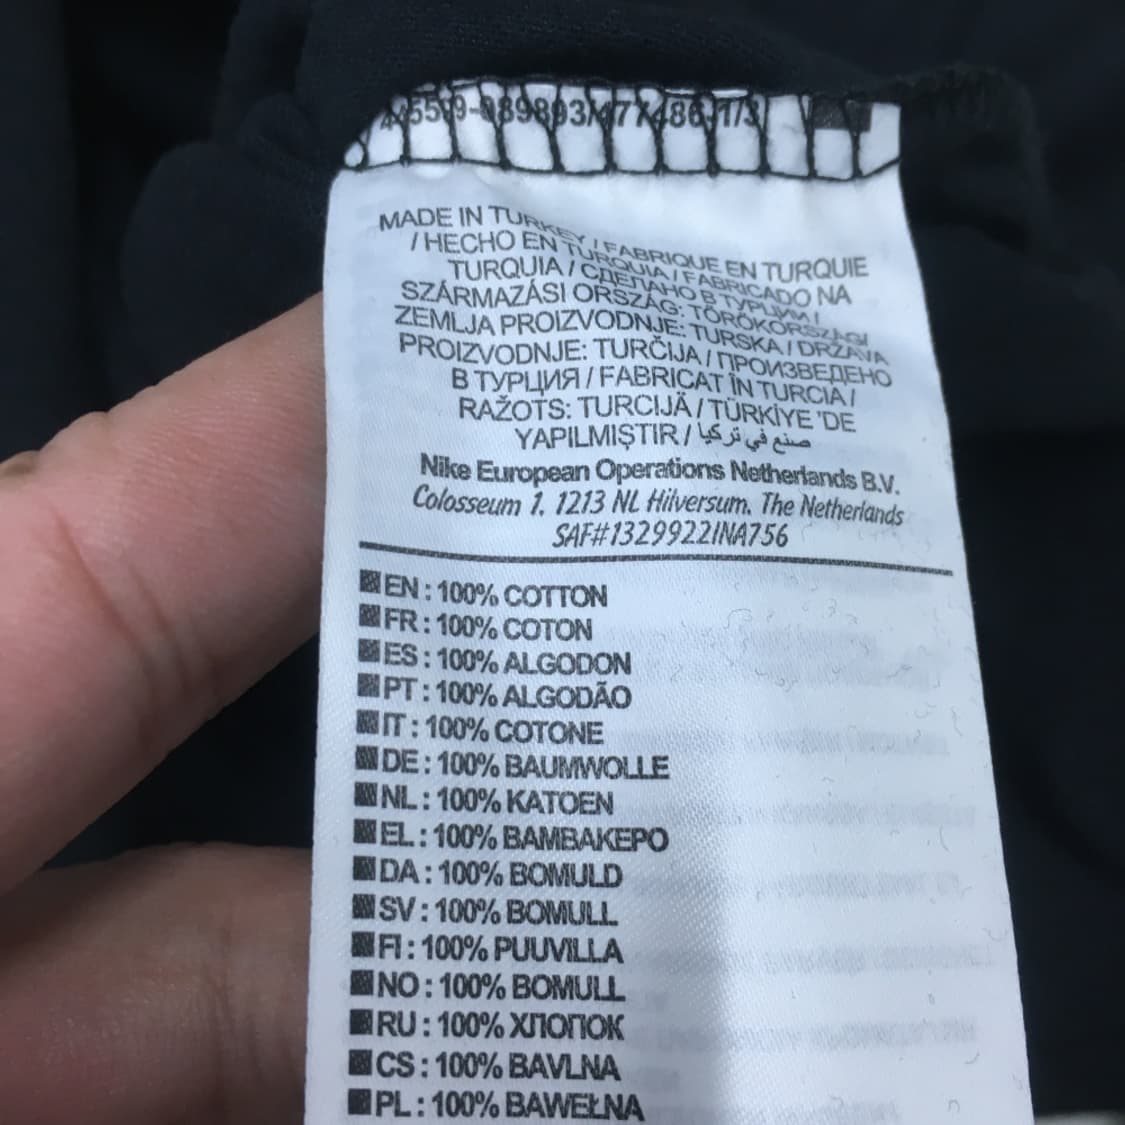 MADE IN TURKEY / FABRIQUE EN TURQUIE
/ HECHO EN TURQUIA / FABRICADO NA
TURQUIA / СДЕЛАНО В ТУРЦИИ /
SZÁRMAZÁSI ORSZÁG: TÖRÖKORSZÁG/
ZEMLJA PROIZVODNJE: TURSKA / DRŽAVA
PROIZVODNJE: TURČIJA / ПРОИЗВЕДЕНО
В ТУРЦИЯ / FABRICAT ÎN TURCIA /
RAŽOTS: TURCIJÄ / TÜRKİYE 'DE
YAPILMIŞTIR / صنع في تركيا
Nike European Operations Netherlands B.V.
Colosseum 1, 1213 NL Hilversum. The Netherlands
SAF#1329922INA756
EN : 100% COTTON
FR : 100% COTON
ES : 100% ALGODON
PT : 100% ALGODÃO
IT : 100% COTONE
DE : 100% BAUMWOLLE
NL : 100% KATOEN
EL : 100% BAMBAKEPO
DA : 100% BOMULD
SV : 100% BOMULL
FI : 100% PUUVILLA
NO : 100% BOMULL
RU : 100% ХЛОПОК
CS : 100% BAVLNA
PL : 100% BAWEŁNA